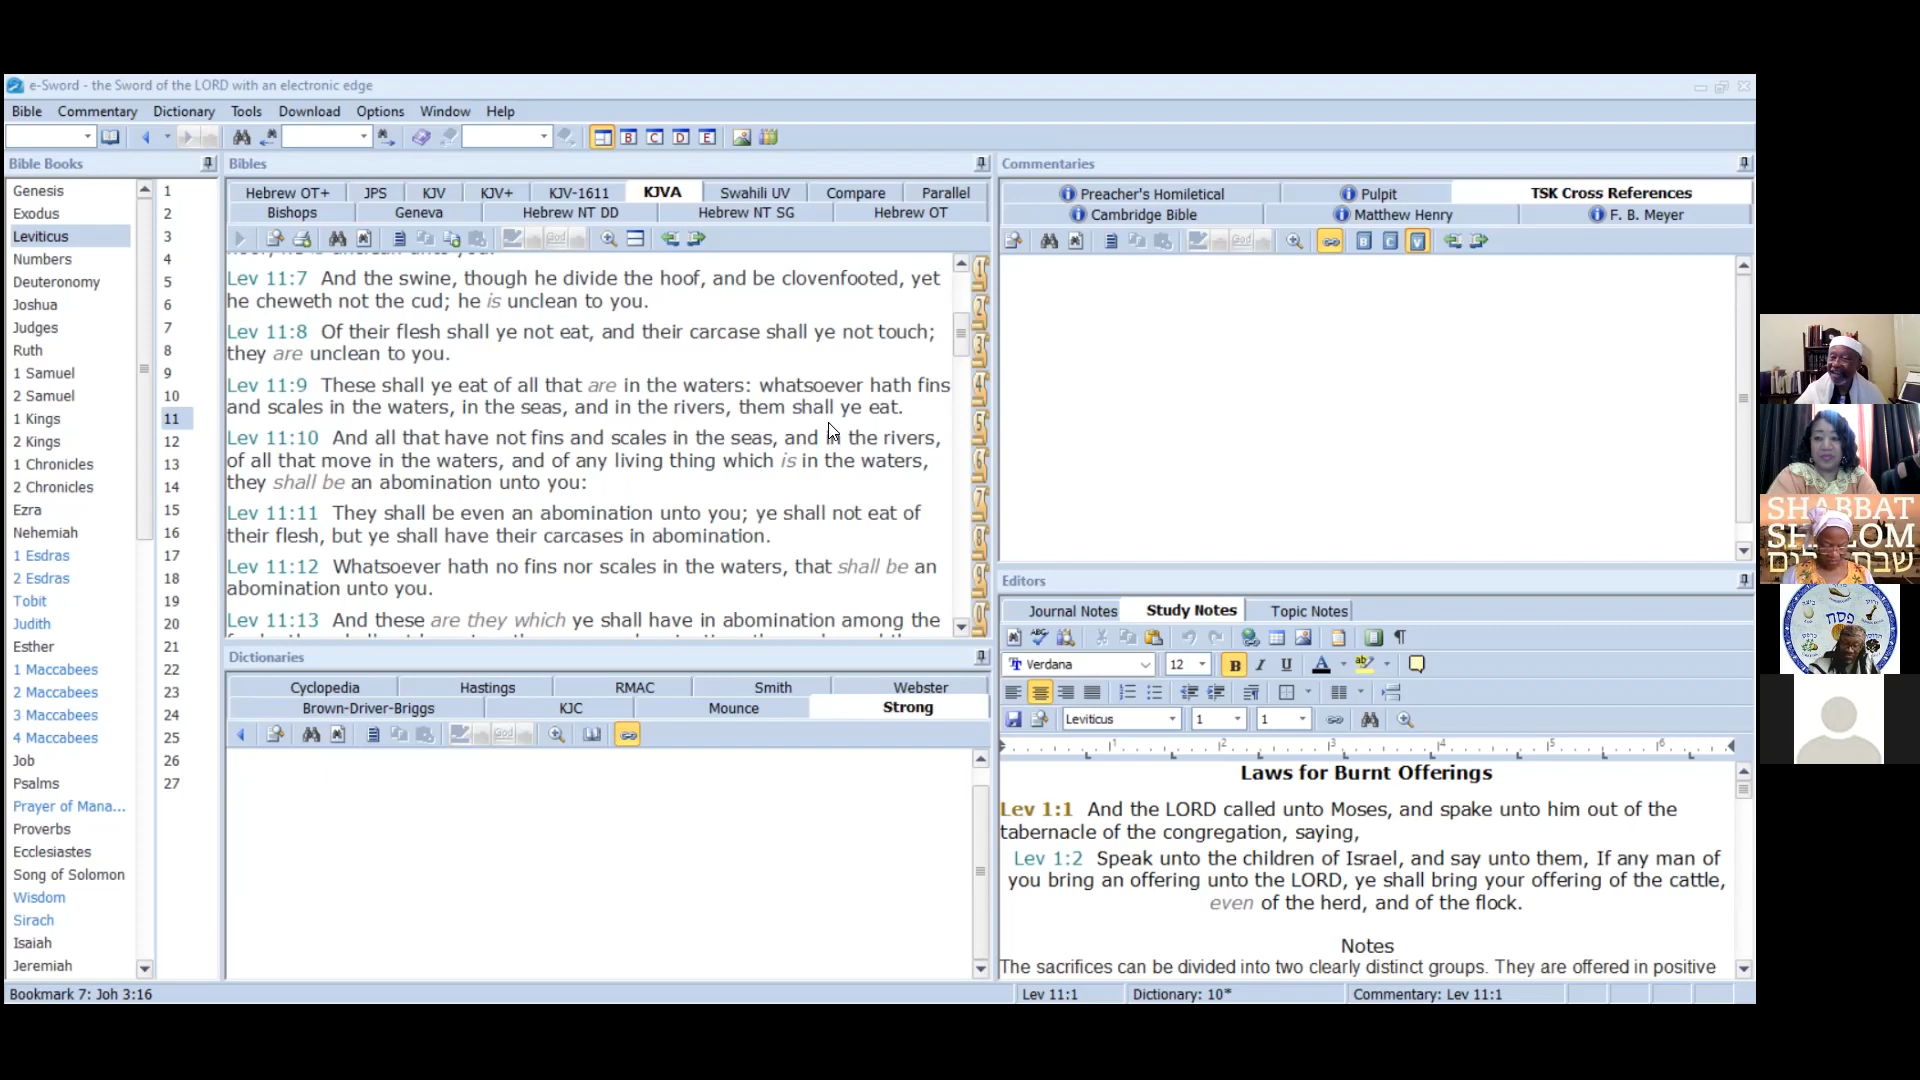 e-Sword - the Sword of the LORD with an electronic edge
Bible Commentary Dictionary Tools Download Options Window Help
B C D E
Bible Books
Genesis
Exodus
Leviticus
Numbers
Deuteronomy
Joshua
Judges
Ruth
1 Samuel
2 Samuel
1 Kings
2 Kings
1 Chronicles
2 Chronicles
Ezra
Nehemiah
1 Esdras
2 Esdras
Tobit
Judith
Esther
1 Maccabees
2 Maccabees
3 Maccabees
4 Maccabees
Job
Psalms
Prayer of Mana...
Proverbs
Ecclesiastes
Song of Solomon
Wisdom
Sirach
Isaiah
Jeremiah
1
2
3
4
5
6
7
8
9
10
11
12
13
14
15
16
17
18
19
20
21
22
23
24
25
26
27
Bibles
Hebrew OT+ JPS KJV KJV+ KJV-1611 KJVA Swahili UV Compare Parallel
Bishops Geneva Hebrew NT DD Hebrew NT SG Hebrew OT
God
Lev 11:7 And the swine, though he divide the hoof, and be clovenfooted, yet
he cheweth not the cud; he is unclean to you.
Lev 11:8 Of their flesh shall ye not eat, and their carcase shall ye not touch;
they are unclean to you.
Lev 11:9 These shall ye eat of all that are in the waters: whatsoever hath fins
and scales in the waters, in the seas, and in the rivers, them shall ye eat.
Lev 11:10 And all that have not fins and scales in the seas, and in the rivers,
of all that move in the waters, and of any living thing which is in the waters,
they shall be an abomination unto you:
Lev 11:11 They shall be even an abomination unto you; ye shall not eat of
their flesh, but ye shall have their carcases in abomination.
Lev 11:12 Whatsoever hath no fins nor scales in the waters, that shall be an
abomination unto you.
Lev 11:13 And these are they which ye shall have in abomination among the
1
2
3
4
5
6
7
8
9
0
Dictionaries
Cyclopedia Hastings RMAC Smith Webster
Brown-Driver-Briggs KJC Mounce Strong
God
Commentaries
Preacher's Homiletical Pulpit TSK Cross References
Cambridge Bible Matthew Henry F. B. Meyer
God B C V
Editors
Journal Notes Study Notes Topic Notes
ABC
Verdana 12 B I U A ab
Leviticus 1 1
1 2 3 4 5 6
Laws for Burnt Offerings
Lev 1:1 And the LORD called unto Moses, and spake unto him out of the
tabernacle of the congregation, saying,
Lev 1:2 Speak unto the children of Israel, and say unto them, If any man of
you bring an offering unto the LORD, ye shall bring your offering of the cattle,
even of the herd, and of the flock.
Notes
The sacrifices can be divided into two clearly distinct groups. They are offered in positive
Bookmark 7: Joh 3:16
Lev 11:1 Dictionary: 10* Commentary: Lev 11:1
SHABBAT
SHALOM
פסח